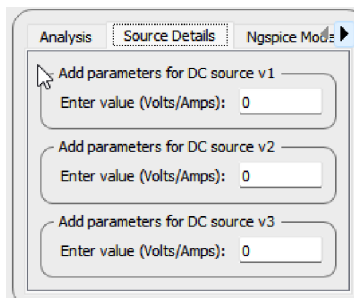 Analysis Source Details Ngspice Mode
Add parameters for DC source v1
Enter value (Volts/Amps): 0
Add parameters for DC source v2
Enter value (Volts/Amps): 0
Add parameters for DC source v3
Enter value (Volts/Amps): 0